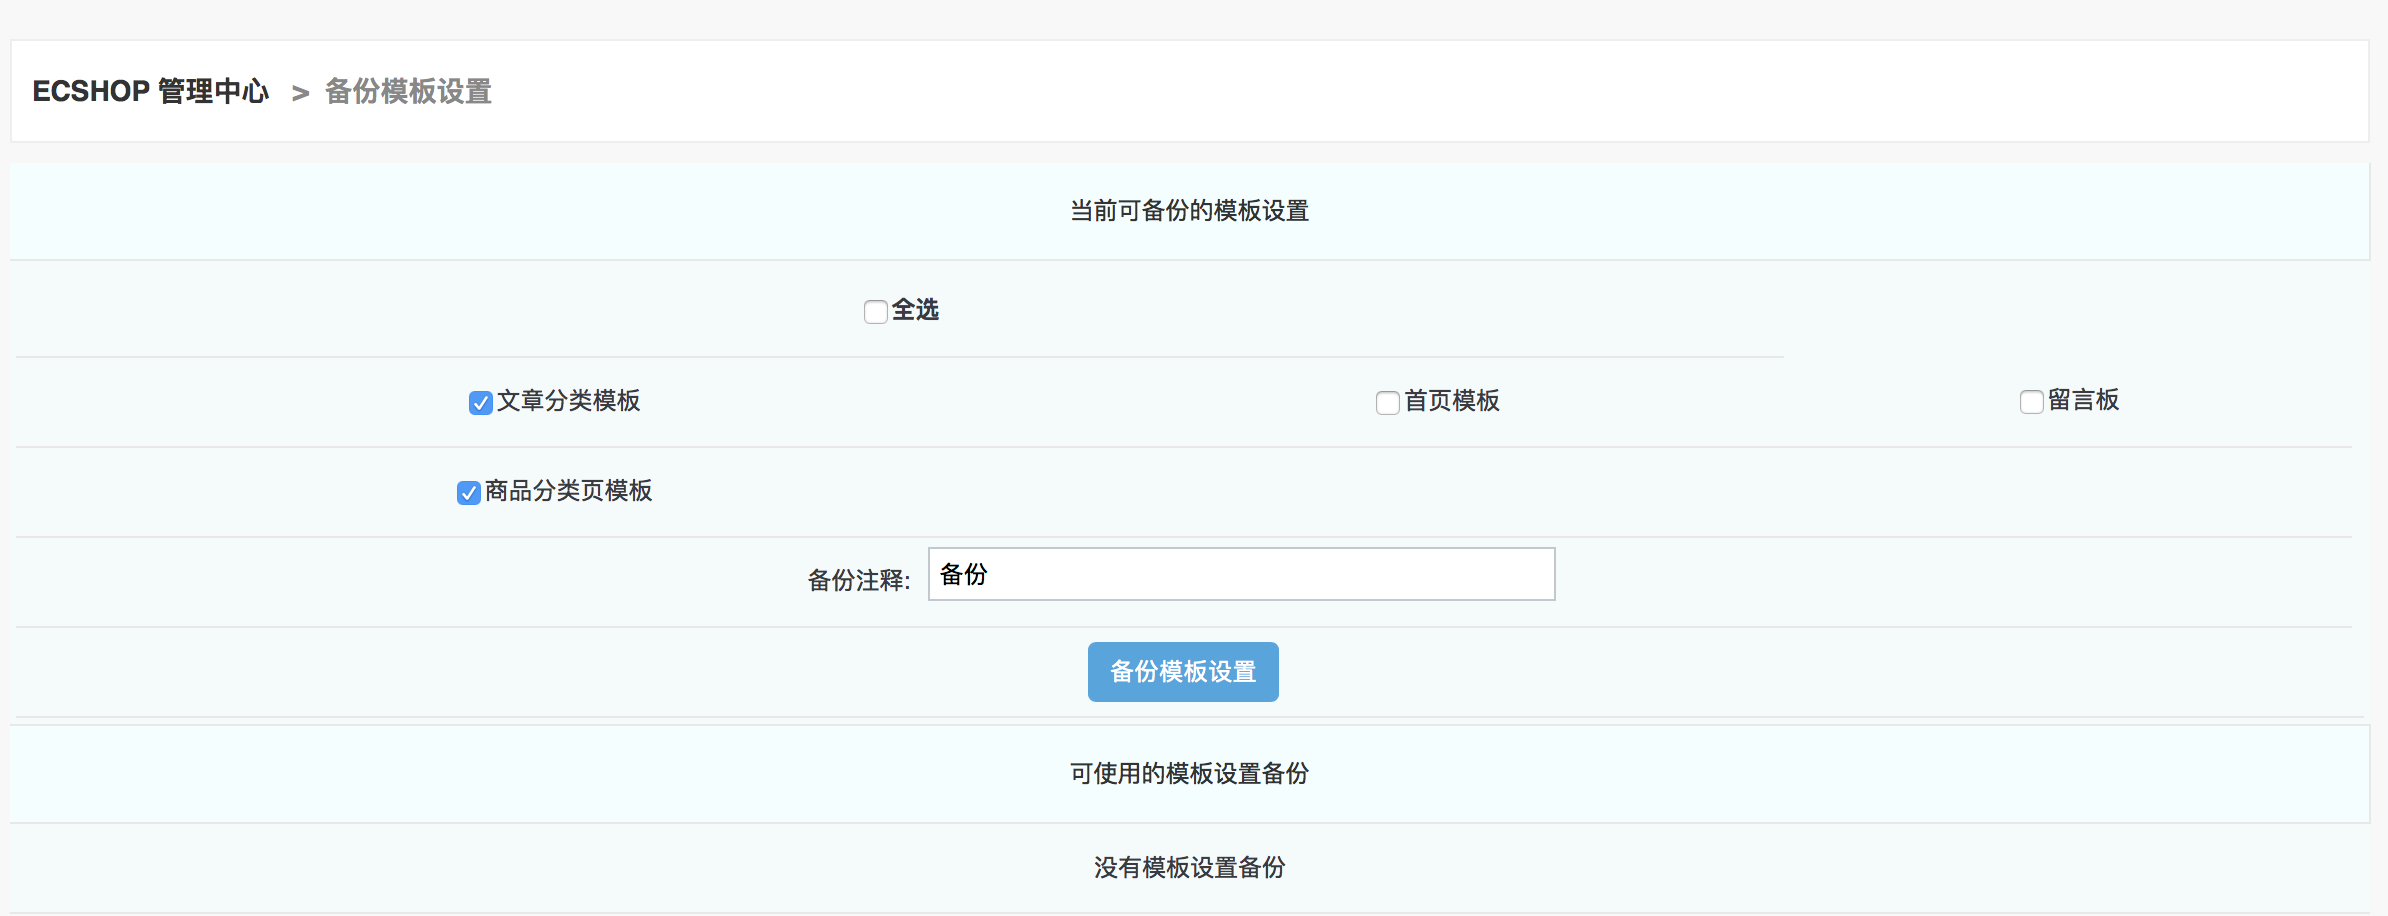 ECSHOP 管理中心 > 备份模板设置
当前可备份的模板设置
全选
文章分类模板 首页模板 留言板
商品分类页模板
备份注释: 备份
备份模板设置
可使用的模板设置备份
没有模板设置备份